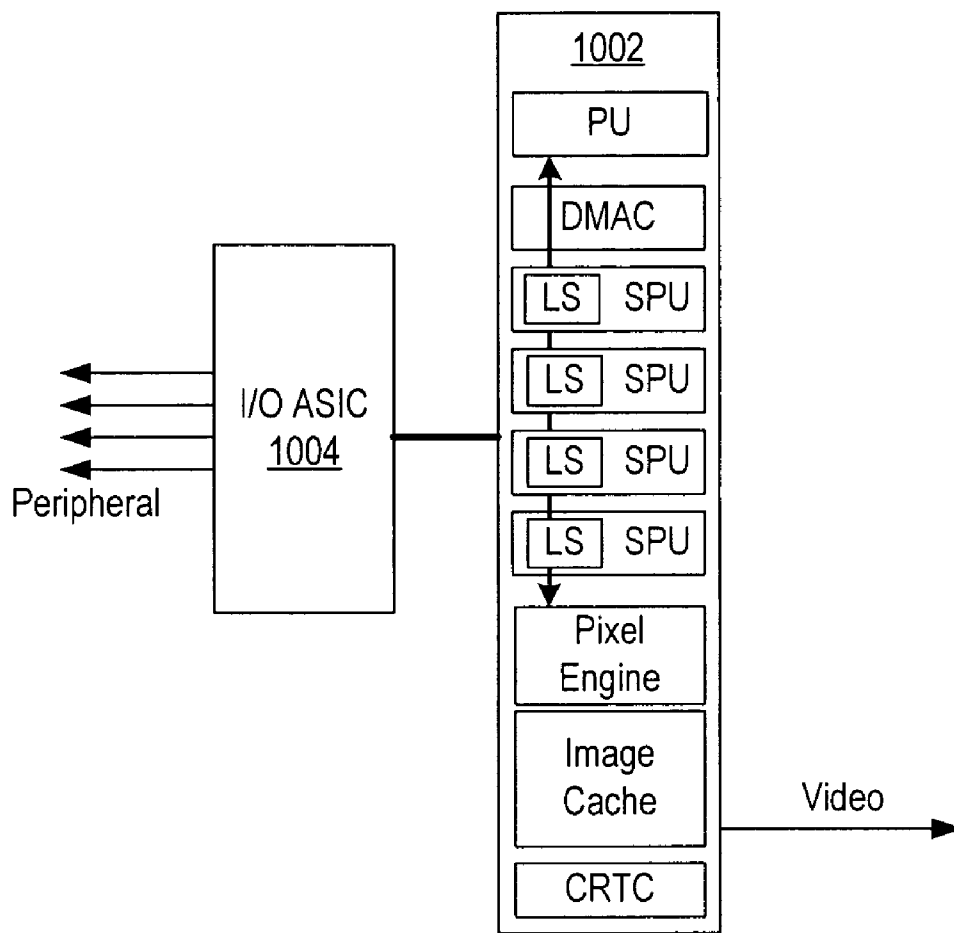 1002
PU
DMAC
LS SPU
LS SPU
LS SPU
LS SPU
Pixel
Engine
Image
Cache
CRTC
I/O ASIC
1004
Peripheral
Video